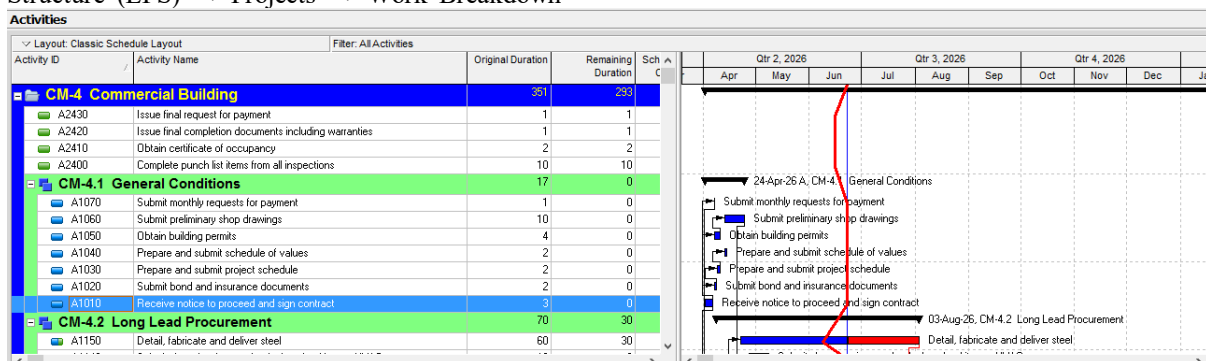 Structure (EPS) Projects Work Breakdown
Activities
Layout: Classic Schedule Layout Filter: All Activities
Activity ID Activity Name Original Duration Remaining Duration Sch
Qtr 2, 2026 Qtr 3, 2026 Qtr 4, 2026
Apr May Jun Jul Aug Sep Oct Nov Dec
CM-4 Commercial Building 351 293
A2430 Issue final request for payment 1 1
A2420 Issue final completion documents including warranties 1 1
A2410 Obtain certificate of occupancy 2 2
A2400 Complete punch list items from all inspections 10 10
CM-4.1 General Conditions 17 0 24-Apr-26 A, CM-4.1 General Conditions
A1070 Submit monthly requests for payment 1 0 Submit monthly requests for payment
A1060 Submit preliminary shop drawings 10 0 Submit preliminary shop drawings
A1050 Obtain building permits 4 0 Obtain building permits
A1040 Prepare and submit schedule of values 2 0 Prepare and submit schedule of values
A1030 Prepare and submit project schedule 2 0 Prepare and submit project schedule
A1020 Submit bond and insurance documents 2 0 Submit bond and insurance documents
A1010 Receive notice to proceed and sign contract 3 0 Receive notice to proceed and sign contract
CM-4.2 Long Lead Procurement 70 30 03-Aug-26, CM-4.2 Long Lead Procurement
A1150 Detail, fabricate and deliver steel 60 30 Detail, fabricate and deliver steel